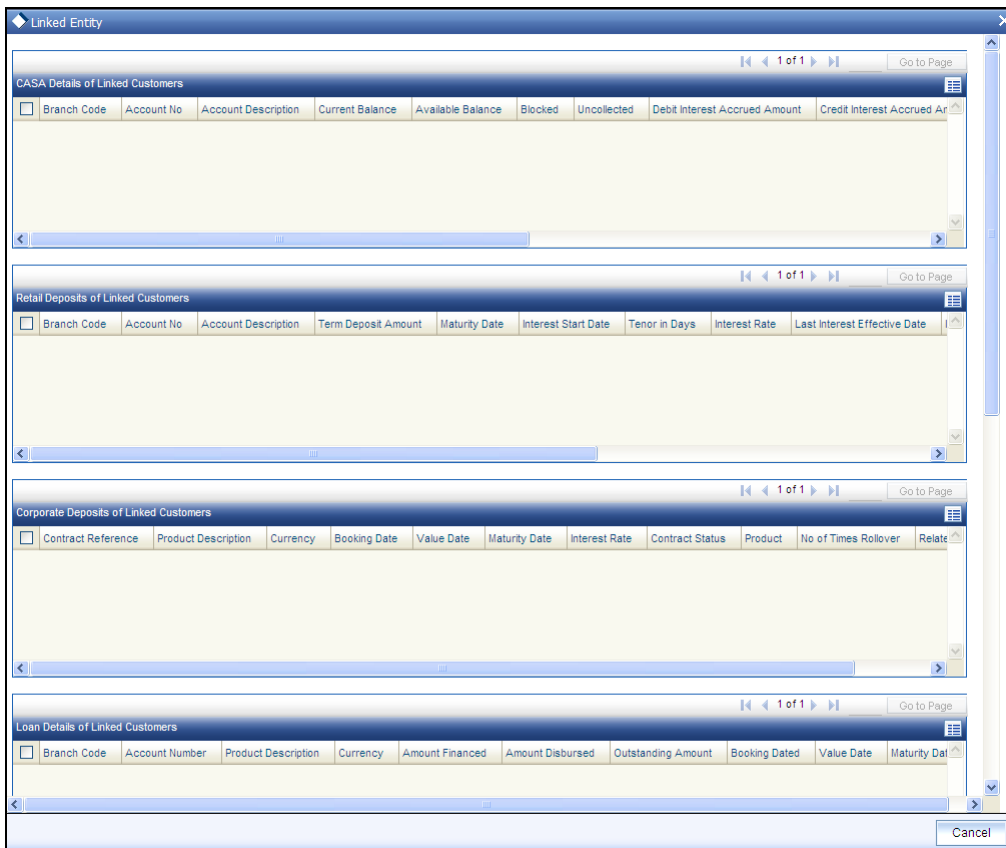 Linked Entity
1 of 1 Go to Page
CASA Details of Linked Customers
Branch Code Account No Account Description Current Balance Available Balance Blocked Uncollected Debit Interest Accrued Amount Credit Interest Accrued Ar
1 of 1 Go to Page
Retail Deposits of Linked Customers
Branch Code Account No Account Description Term Deposit Amount Maturity Date Interest Start Date Tenor in Days Interest Rate Last Interest Effective Date
1 of 1 Go to Page
Corporate Deposits of Linked Customers
Contract Reference Product Description Currency Booking Date Value Date Maturity Date Interest Rate Contract Status Product No of Times Rollover Relate
1 of 1 Go to Page
Loan Details of Linked Customers
Branch Code Account Number Product Description Currency Amount Financed Amount Disbursed Outstanding Amount Booking Dated Value Date Maturity Dat
Cancel